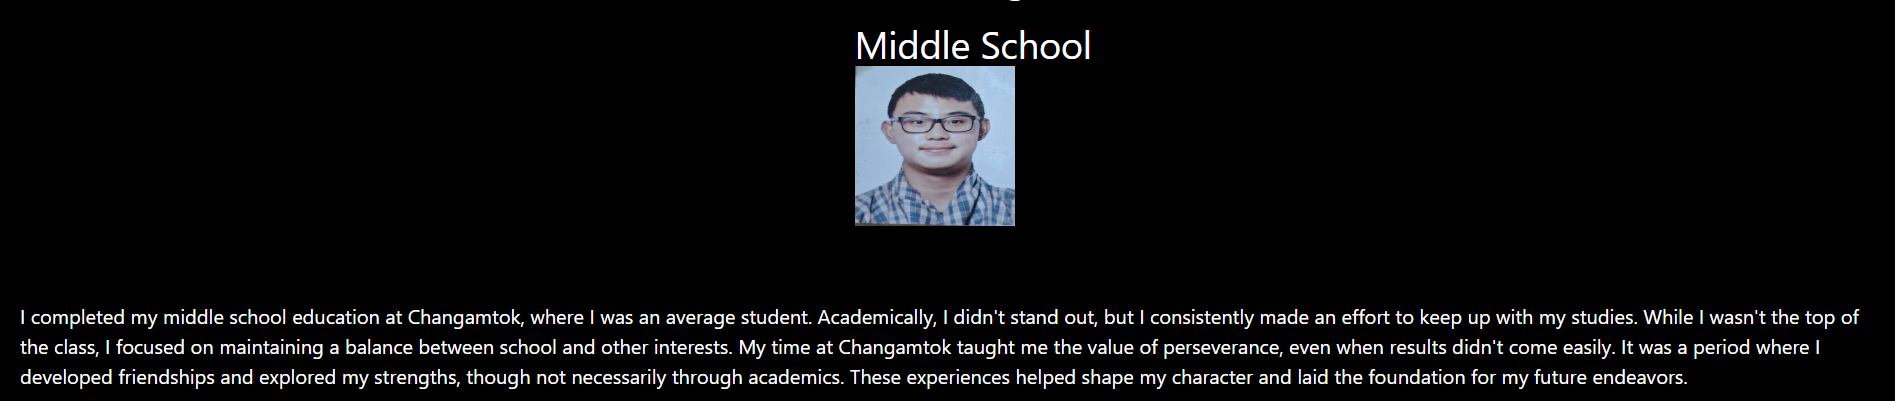 Middle School
I completed my middle school education at Changamtok, where I was an average student. Academically, I didn't stand out, but I consistently made an effort to keep up with my studies. While I wasn't the top of
the class, I focused on maintaining a balance between school and other interests. My time at Changamtok taught me the value of perseverance, even when results didn't come easily. It was a period where I
developed friendships and explored my strengths, though not necessarily through academics. These experiences helped shape my character and laid the foundation for my future endeavors.